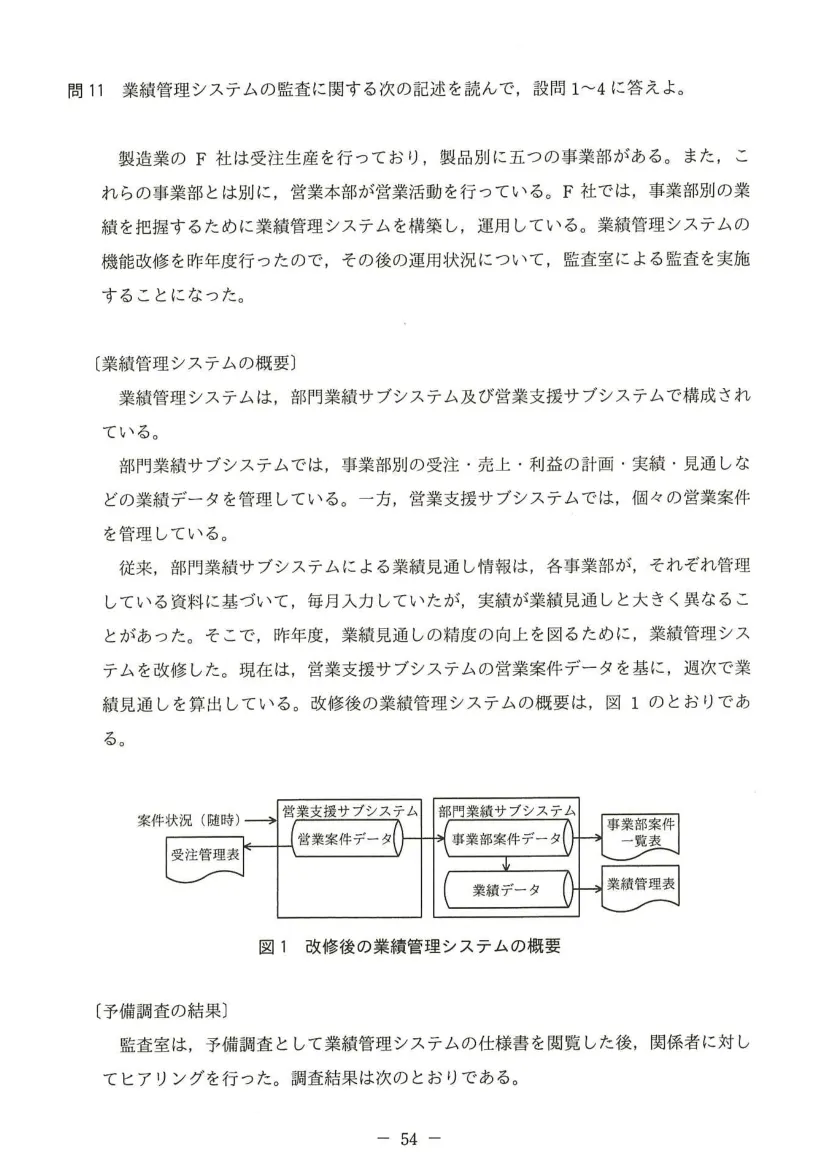 問11 業績管理システムの監査に関する次の記述を読んで，設問1～4に答えよ。
製造業の F 社は受注生産を行っており，製品別に五つの事業部がある。また，こ
れらの事業部とは別に，営業本部が営業活動を行っている。F 社では，事業部別の業
績を把握するために業績管理システムを構築し，運用している。業績管理システムの
機能改修を昨年度行ったので，その後の運用状況について，監査室による監査を実施
することになった。
〔業績管理システムの概要〕
業績管理システムは，部門業績サブシステム及び営業支援サブシステムで構成され
ている。
部門業績サブシステムでは，事業部別の受注・売上・利益の計画・実績・見通しな
どの業績データを管理している。一方，営業支援サブシステムでは，個々の営業案件
を管理している。
従来，部門業績サブシステムによる業績見通し情報は，各事業部が，それぞれ管理
している資料に基づいて，毎月入力していたが，実績が業績見通しと大きく異なるこ
とがあった。そこで，昨年度，業績見通しの精度の向上を図るために，業績管理シス
テムを改修した。現在は，営業支援サブシステムの営業案件データを基に，週次で業
績見通しを算出している。改修後の業績管理システムの概要は，図 1 のとおりであ
る。
案件状況（随時）
受注管理表
営業支援サブシステム
営業案件データ
部門業績サブシステム
事業部案件データ
業績データ
事業部案件
一覧表
業績管理表
図1 改修後の業績管理システムの概要
〔予備調査の結果〕
監査室は，予備調査として業績管理システムの仕様書を閲覧した後，関係者に対し
てヒアリングを行った。調査結果は次のとおりである。
－ 54 －